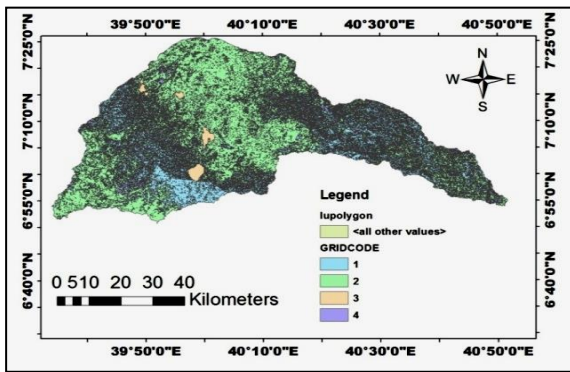 39°50'0"E 40°10'0"E 40°30'0"E 40°50'0"E
7°25'0"N
7°10'0"N
6°55'0"N
6°40'0"N
7°25'0"N
7°10'0"N
6°55'0"N
6°40'0"N
N
W E
S
Legend
lupolygon
<all other values>
GRIDCODE
1
2
3
4
0 5 10 20 30 40
Kilometers
39°50'0"E 40°10'0"E 40°30'0"E 40°50'0"E